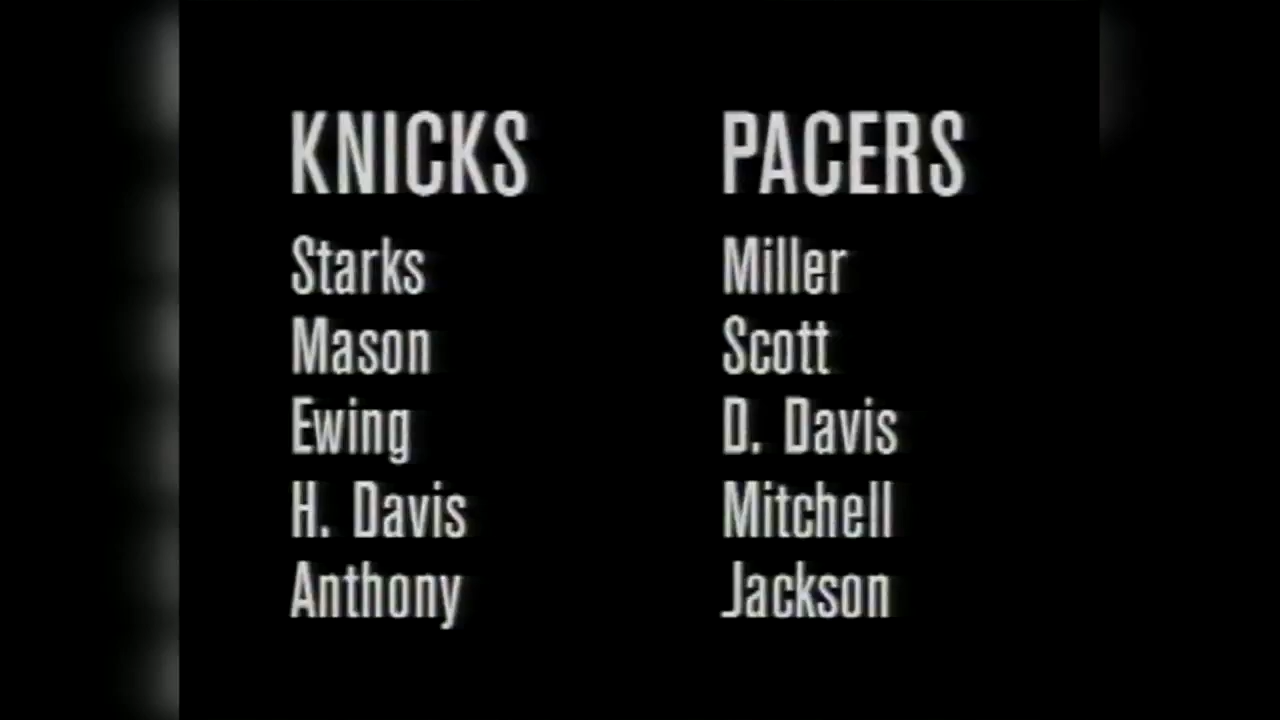 KNICKS
Starks
Mason
Ewing
H. Davis
Anthony
PACERS
Miller
Scott
D. Davis
Mitchell
Jackson